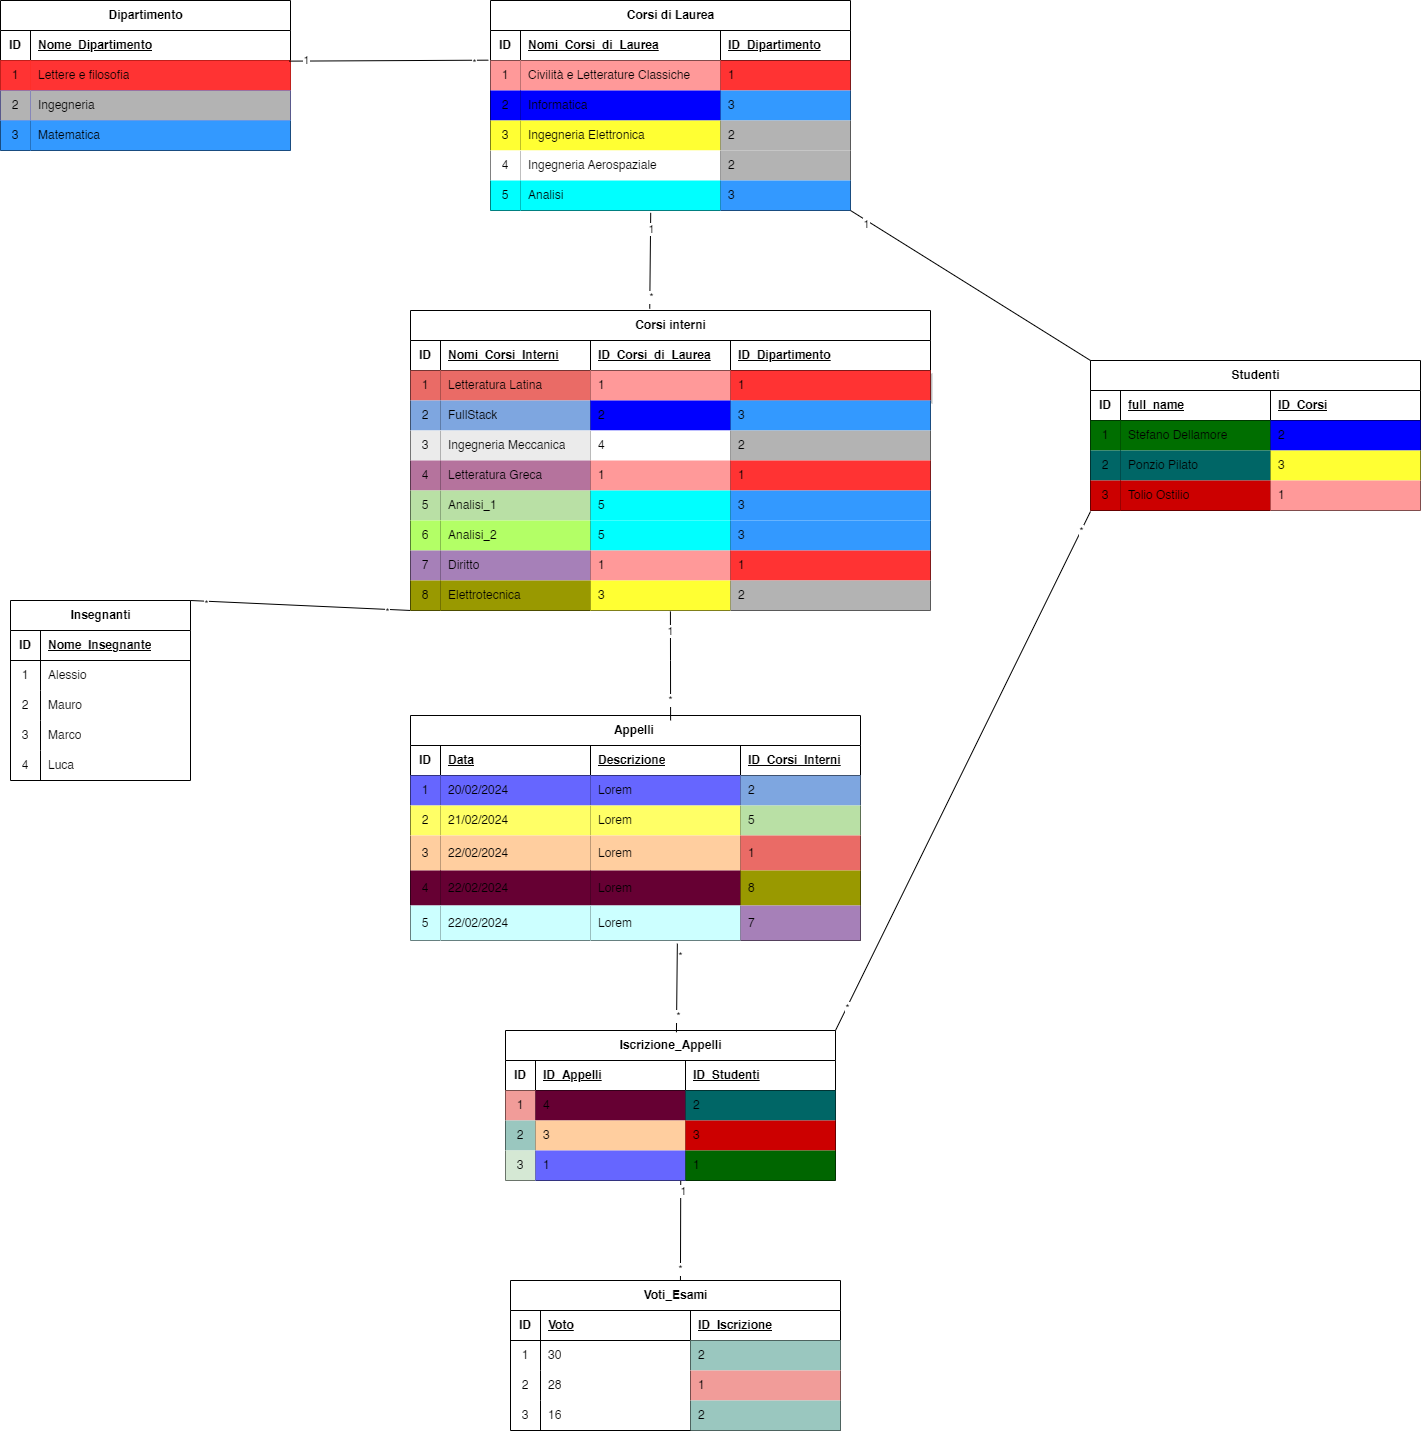 Dipartimento
ID Nome_Dipartimento
1 Lettere e filosofia
2 Ingegneria
3 Matematica
1 *
Corsi di Laurea
ID Nomi_Corsi_di_Laurea ID_Dipartimento
1 Civilità e Letterature Classiche 1
2 Informatica 3
3 Ingegneria Elettronica 2
4 Ingegneria Aerospaziale 2
5 Analisi 3
1
*
1
Corsi interni
ID Nomi_Corsi_Interni ID_Corsi_di_Laurea ID_Dipartimento
1 Letteratura Latina 1 1
2 FullStack 2 3
3 Ingegneria Meccanica 4 2
4 Letteratura Greca 1 1
5 Analisi_1 5 3
6 Analisi_2 5 3
7 Diritto 1 1
8 Elettrotecnica 3 2
Studenti
ID full_name ID_Corsi
1 Stefano Dellamore 2
2 Ponzio Pilato 3
3 Tolio Ostilio 1
* *
Insegnanti
ID Nome_Insegnante
1 Alessio
2 Mauro
3 Marco
4 Luca
1
*
Appelli
ID Data Descrizione ID_Corsi_Interni
1 20/02/2024 Lorem 2
2 21/02/2024 Lorem 5
3 22/02/2024 Lorem 1
4 22/02/2024 Lorem 8
5 22/02/2024 Lorem 7
*
*
*
*
Iscrizione_Appelli
ID ID_Appelli ID_Studenti
1 4 2
2 3 3
3 1 1
1
*
Voti_Esami
ID Voto ID_Iscrizione
1 30 2
2 28 1
3 16 2